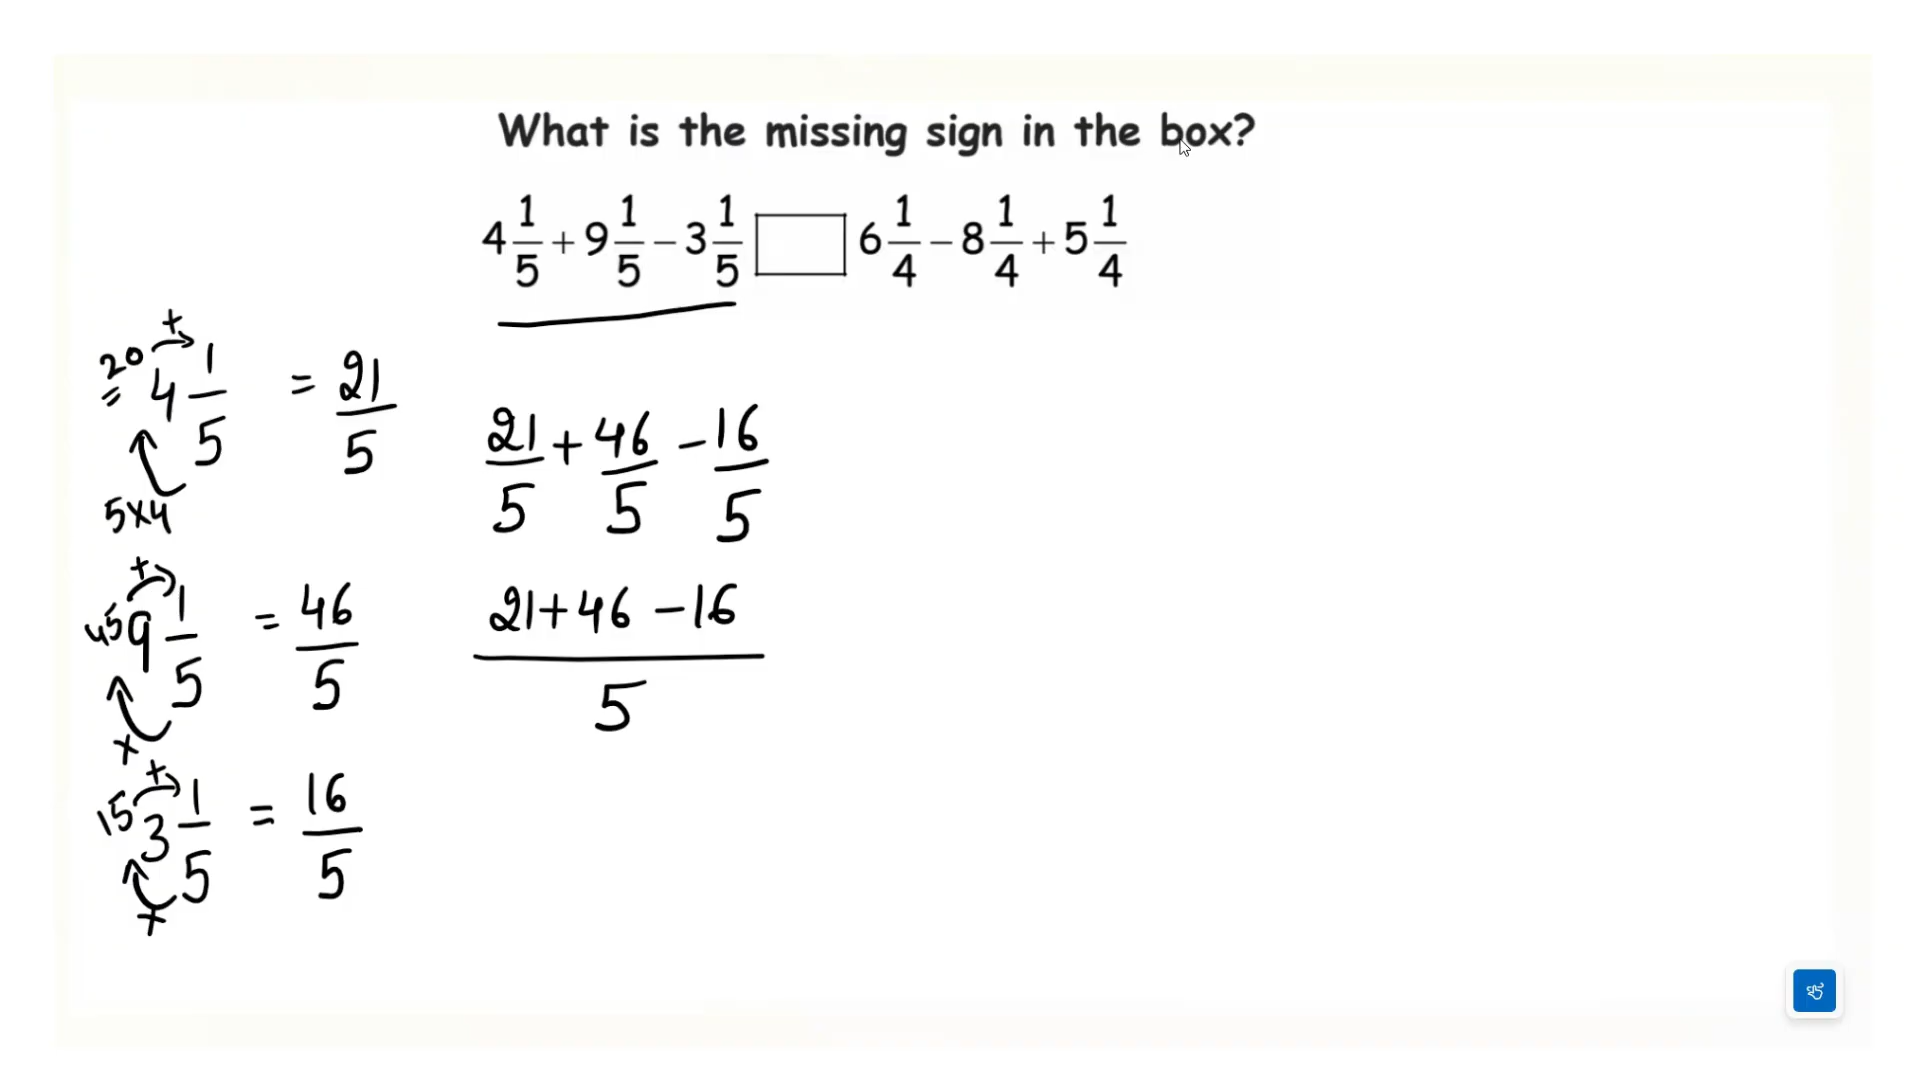 What is the missing sign in the box?
4 1/5 + 9 1/5 − 3 1/5 □ 6 1/4 − 8 1/4 + 5 1/4
+
20
= 4 1/5 = 21/5
5×4
21/5 + 46/5 − 16/5
+
45 9 1/5 = 46/5
×
21+46−16
5
+
15 3 1/5 = 16/5
×